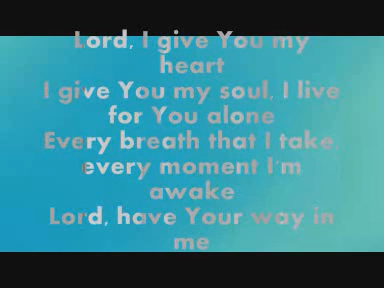 Lord, I give You my
heart
I give You my soul, I live
for You alone
Every breath that I take,
every moment I'm
awake
Lord, have Your way in
me